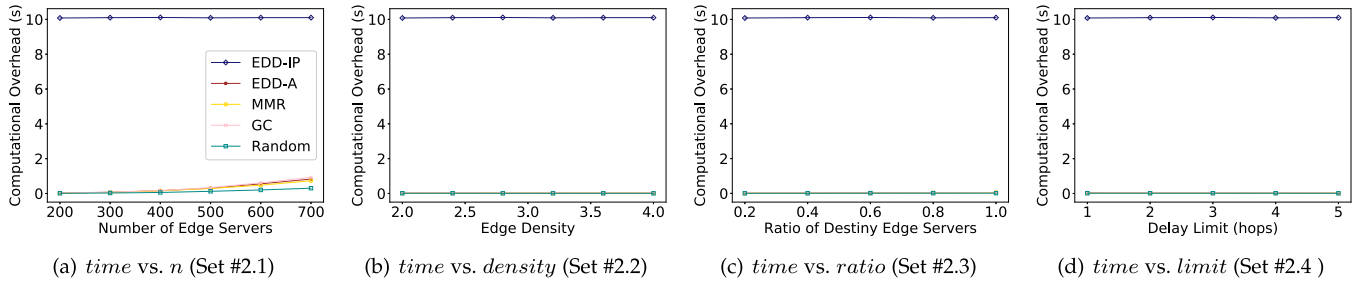 Computational Overhead (s)
10
8
6
4
2
0
EDD-IP
EDD-A
MMR
GC
Random
200 300 400 500 600 700
Number of Edge Servers
(a) time vs. n (Set #2.1)
Computational Overhead (s)
10
8
6
4
2
0
2.0 2.5 3.0 3.5 4.0
Edge Density
(b) time vs. density (Set #2.2)
Computational Overhead (s)
10
8
6
4
2
0
0.2 0.4 0.6 0.8 1.0
Ratio of Destiny Edge Servers
(c) time vs. ratio (Set #2.3)
Computational Overhead (s)
10
8
6
4
2
0
1 2 3 4 5
Delay Limit (hops)
(d) time vs. limit (Set #2.4 )